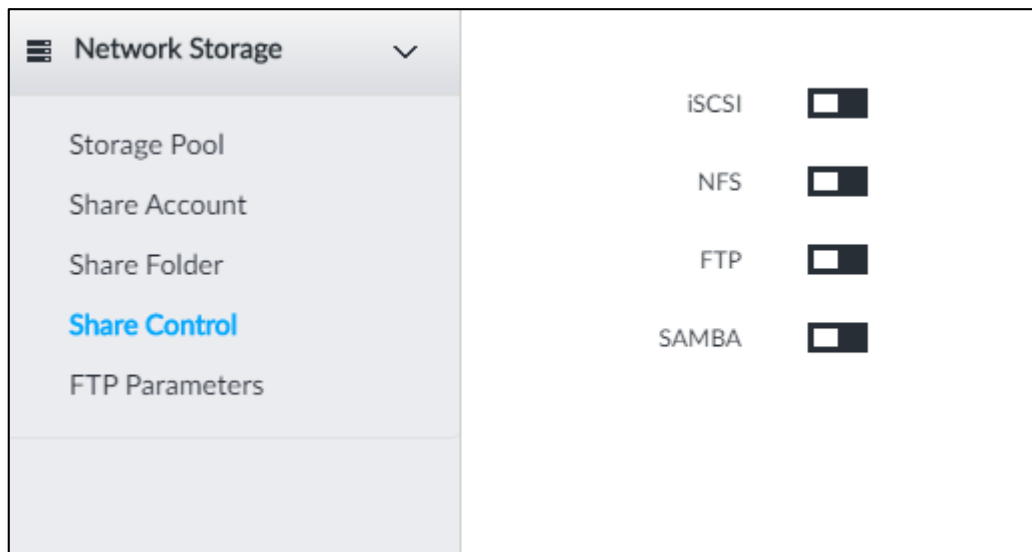 Network Storage
Storage Pool
Share Account
Share Folder
Share Control
FTP Parameters
iSCSI
NFS
FTP
SAMBA